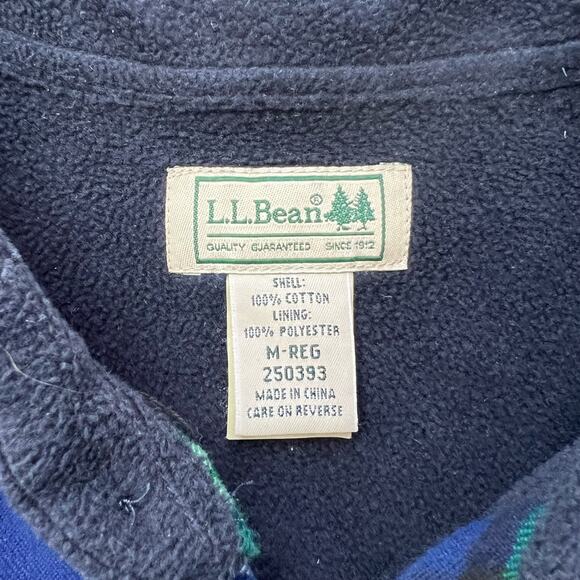 L.L.Bean®
QUALITY GUARANTEED SINCE 1912
SHELL:
100% COTTON
LINING:
100% POLYESTER
M-REG
250393
MADE IN CHINA
CARE ON REVERSE